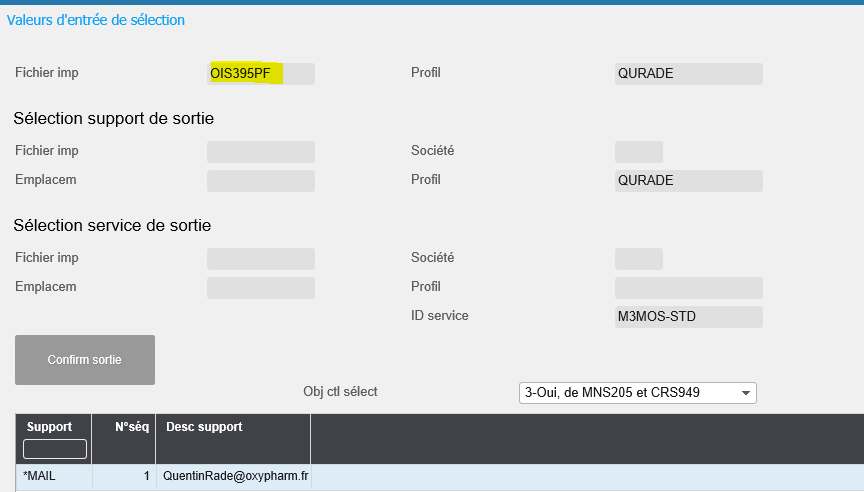 Valeurs d'entrée de sélection
Fichier imp OIS395PF Profil QURADE
Sélection support de sortie
Fichier imp Société
Emplacem Profil QURADE
Sélection service de sortie
Fichier imp Société
Emplacem Profil
ID service M3MOS-STD
Confirm sortie
Obj ctl sélect 3-Oui, de MNS205 et CRS949
Support N°séq Desc support
*MAIL 1 QuentinRade@oxypharm.fr